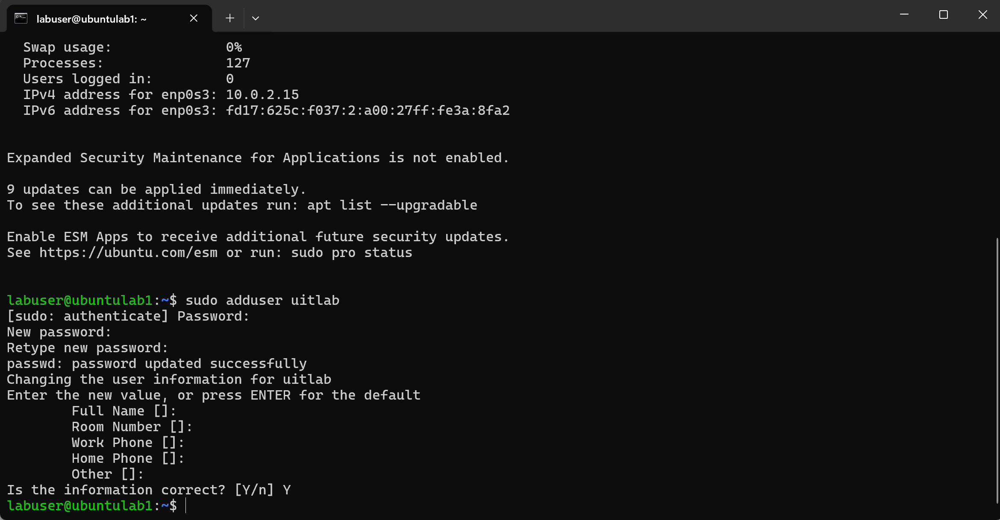 labuser@ubuntulab1: ~
Swap usage: 0%
Processes: 127
Users logged in: 0
IPv4 address for enp0s3: 10.0.2.15
IPv6 address for enp0s3: fd17:625c:f037:2:a00:27ff:fe3a:8fa2
Expanded Security Maintenance for Applications is not enabled.
9 updates can be applied immediately.
To see these additional updates run: apt list --upgradable
Enable ESM Apps to receive additional future security updates.
See https://ubuntu.com/esm or run: sudo pro status
labuser@ubuntulab1:~$ sudo adduser uitlab
[sudo: authenticate] Password:
New password:
Retype new password:
passwd: password updated successfully
Changing the user information for uitlab
Enter the new value, or press ENTER for the default
Full Name []:
Room Number []:
Work Phone []:
Home Phone []:
Other []:
Is the information correct? [Y/n] Y
labuser@ubuntulab1:~$